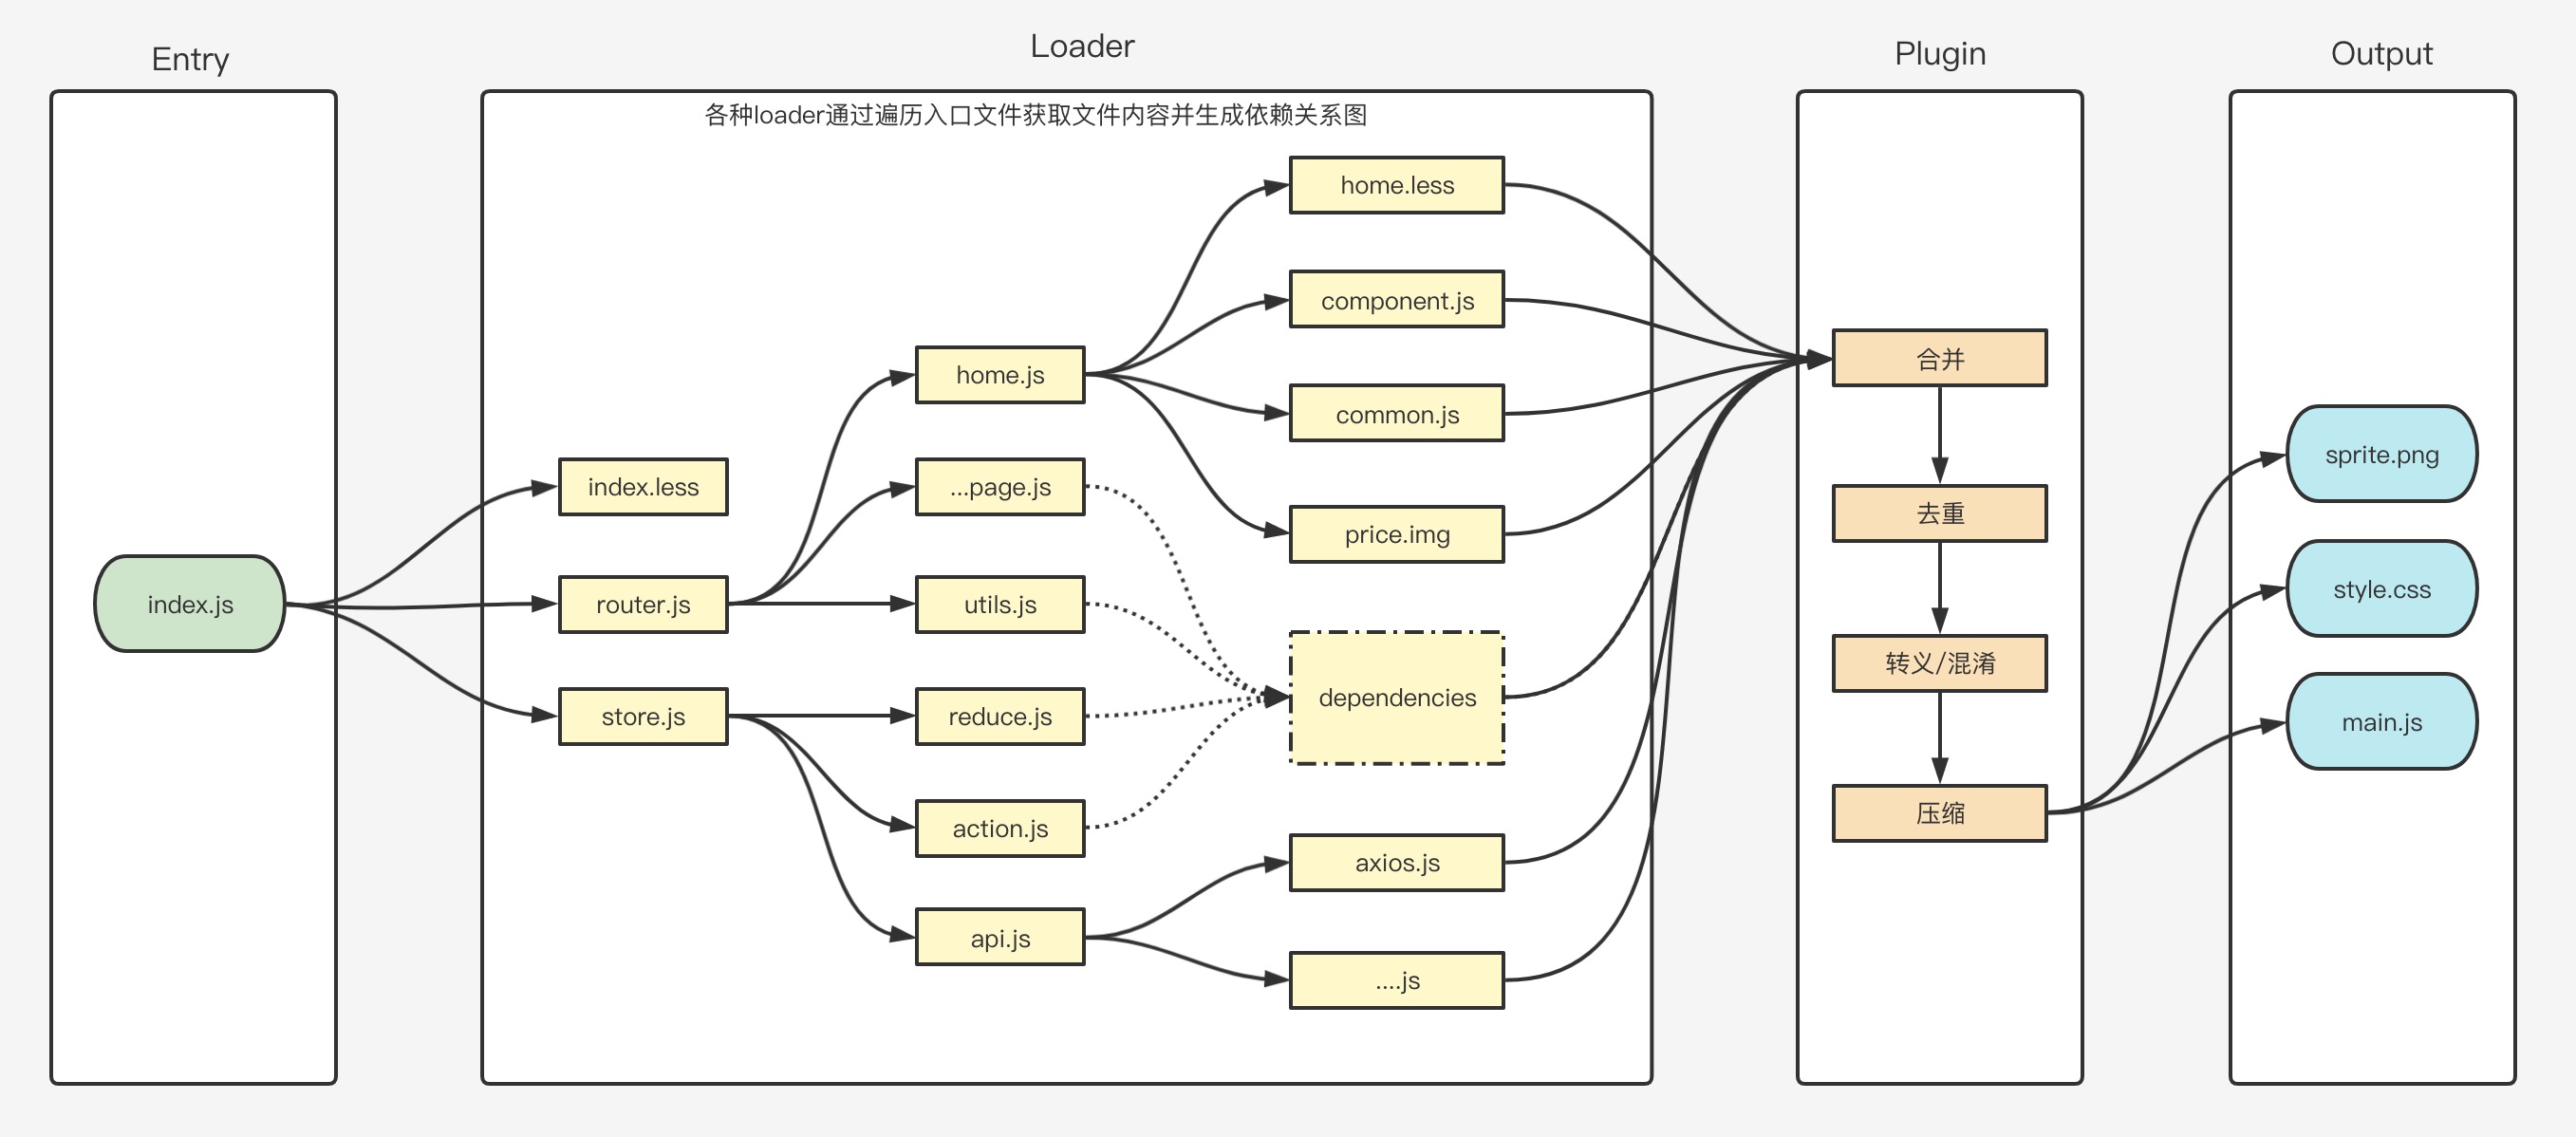 Entry
Loader
Plugin
Output
各种loader通过遍历入口文件获取文件内容并生成依赖关系图
index.js
index.less
router.js
store.js
home.js
...page.js
utils.js
reduce.js
action.js
api.js
home.less
component.js
common.js
price.img
dependencies
axios.js
....js
合并
去重
转义/混淆
压缩
sprite.png
style.css
main.js